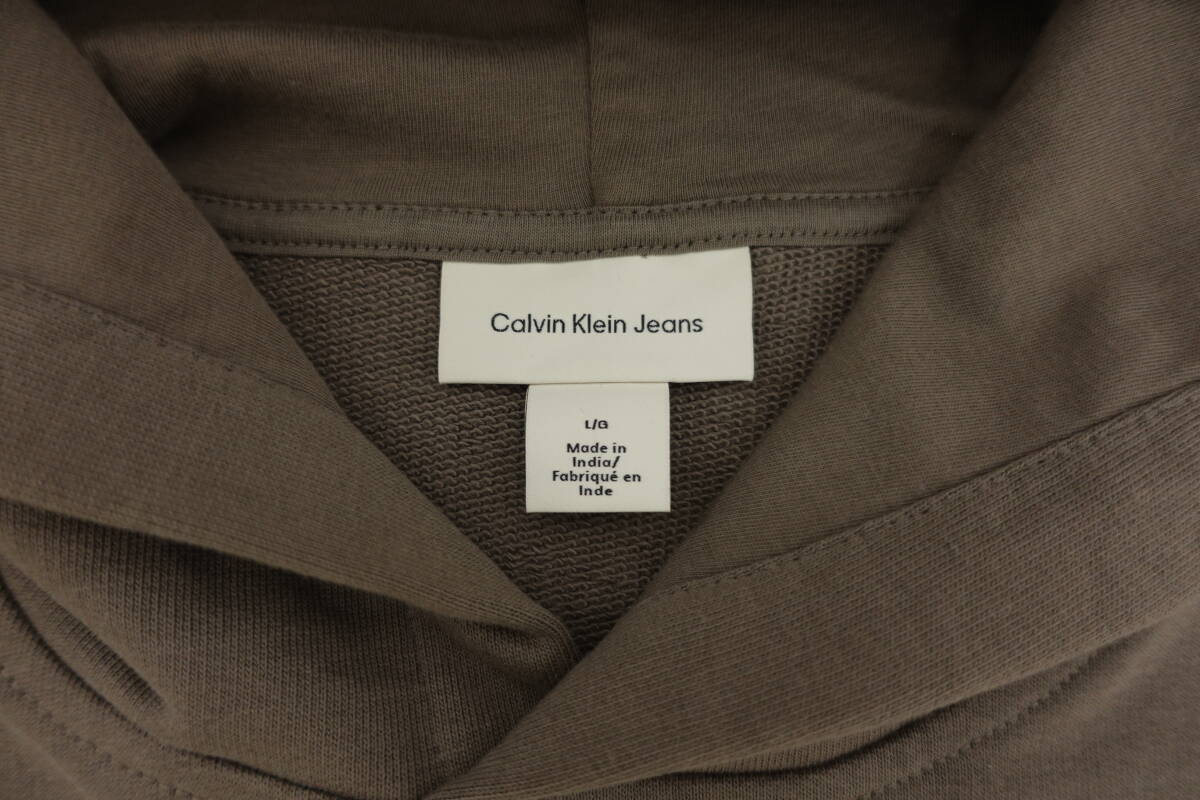 Calvin Klein Jeans
L/G
Made in
India/
Fabriqué en
Inde